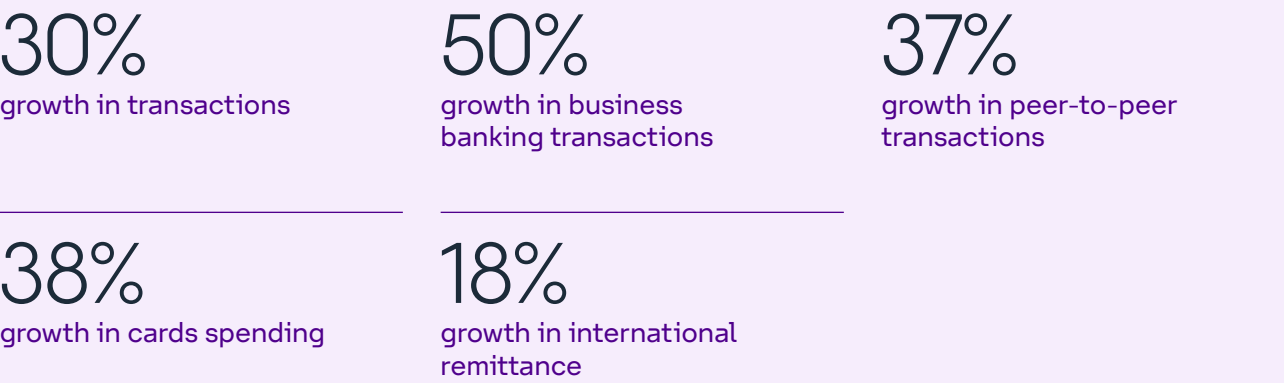 30%
growth in transactions
50%
growth in business
banking transactions
37%
growth in peer-to-peer
transactions
38%
growth in cards spending
18%
growth in international
remittance